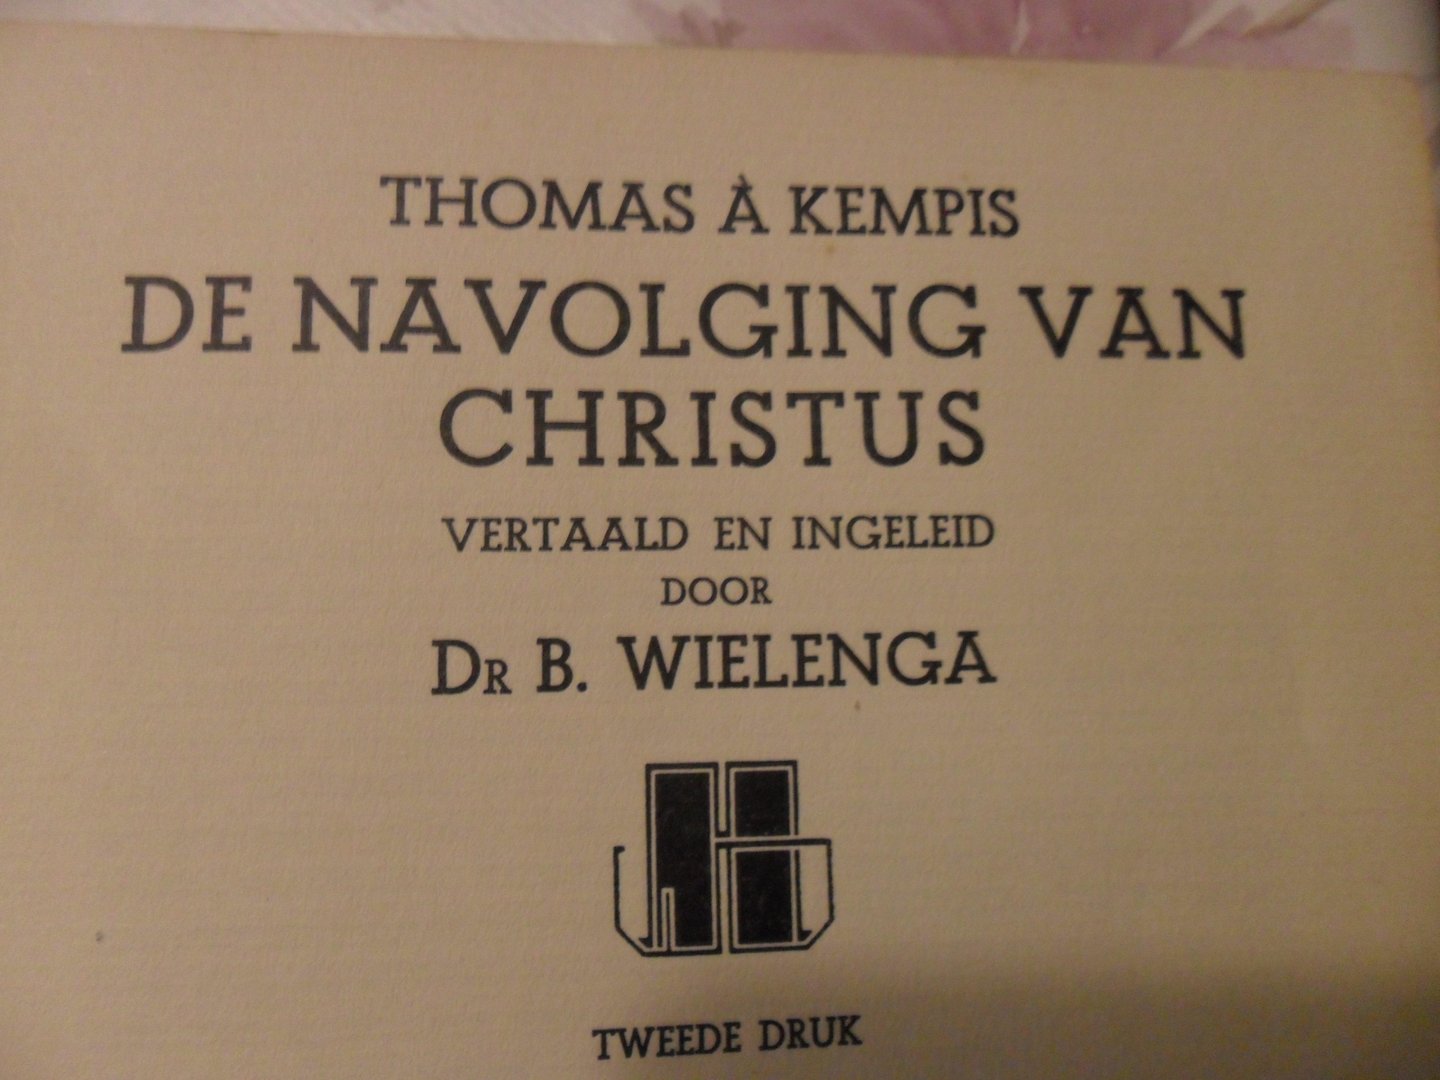 THOMAS À KEMPIS
DE NAVOLGING VAN
CHRISTUS
VERTAALD EN INGELEID
DOOR
DR B. WIELENGA
TWEEDE DRUK